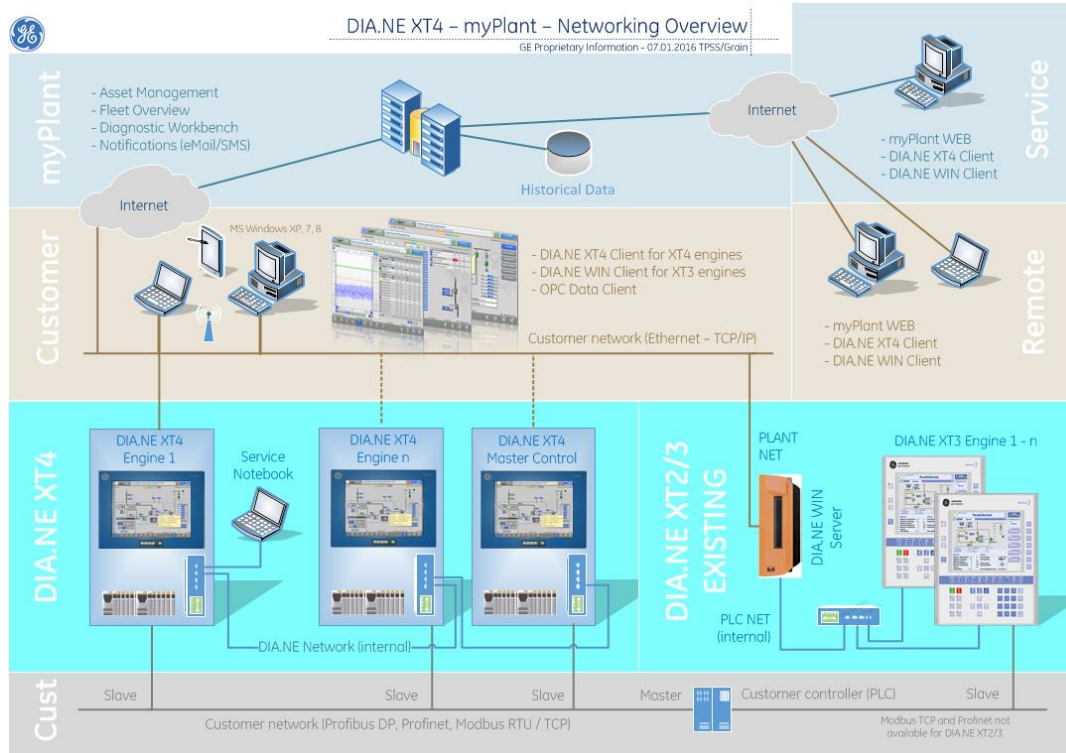 DIA.NE XT4 – myPlant – Networking Overview
GE Proprietary Information - 07.01.2016 TPSS/Grain
myPlant
- Asset Management
- Fleet Overview
- Diagnostic Workbench
- Notifications (eMail/SMS)
Historical Data
Internet
Internet
Service
- myPlant WEB
- DIA.NE XT4 Client
- DIA.NE WIN Client
Customer
MS Windows XP, 7, 8
- DIA.NE XT4 Client for XT4 engines
- DIA.NE WIN Client for XT3 engines
- OPC Data Client
Customer network (Ethernet – TCP/IP)
Remote
- myPlant WEB
- DIA.NE XT4 Client
- DIA.NE WIN Client
DIA.NE XT4
DIA.NE XT4
Engine 1
Service
Notebook
DIA.NE XT4
Engine n
DIA.NE XT4
Master Control
DIA.NE Network (internal)
DIA.NE XT2/3
EXISTING
PLANT
NET
DIA.NE WIN
Server
PLC NET
(internal)
DIA.NE XT3 Engine 1 - n
Cust
Slave
Slave
Slave
Master
Customer controller (PLC)
Slave
Customer network (Profibus DP, Profinet, Modbus RTU / TCP)
Modbus TCP and Profinet not
available for DIA.NE XT2/3